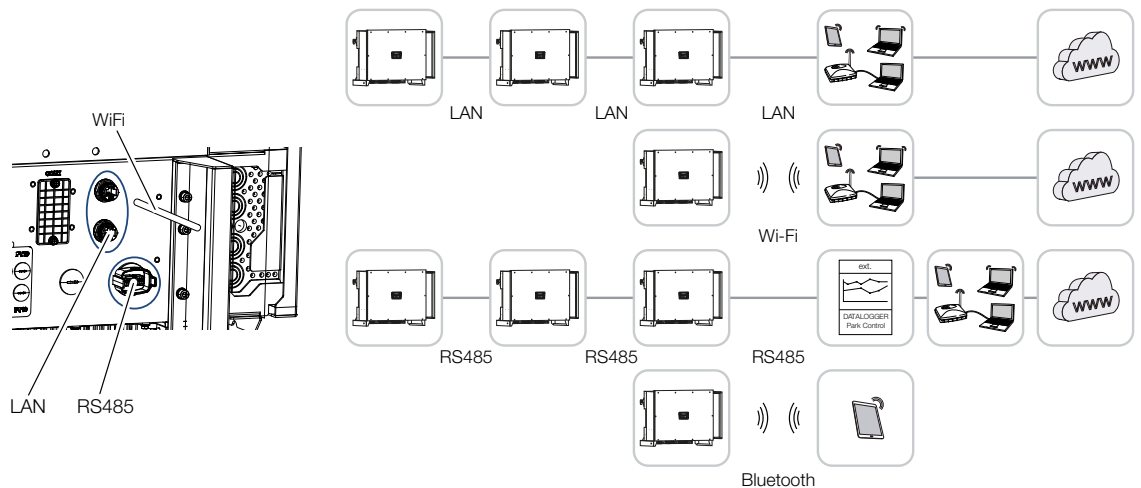 WiFi
LAN
RS485
LAN
LAN
LAN
www
Wi-Fi
www
RS485
RS485
RS485
ext.
DATALOGGER
Park Control
www
Bluetooth